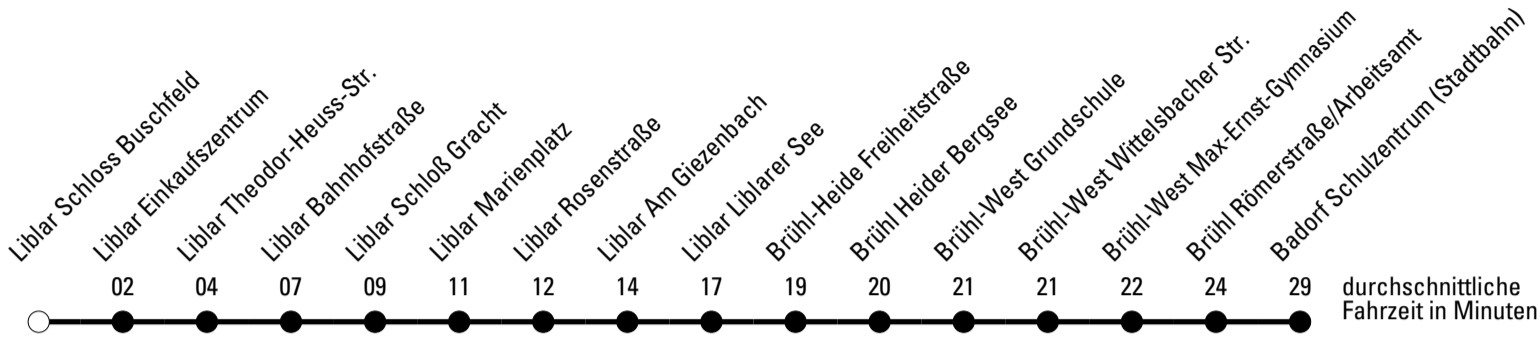 Liblar Schloss Buschfeld
Liblar Einkaufszentrum
Liblar Theodor-Heuss-Str.
Liblar Bahnhofstraße
Liblar Schloß Gracht
Liblar Marienplatz
Liblar Rosenstraße
Liblar Am Giezenbach
Liblar Liblarer See
Brühl-Heide Freiheitstraße
Brühl Heider Bergsee
Brühl-West Grundschule
Brühl-West Wittelsbacher Str.
Brühl-West Max-Ernst-Gymnasium
Brühl Römerstraße/Arbeitsamt
Badorf Schulzentrum (Stadtbahn)
02 04 07 09 11 12 14 17 19 20 21 21 22 24 29
durchschnittliche
Fahrzeit in Minuten